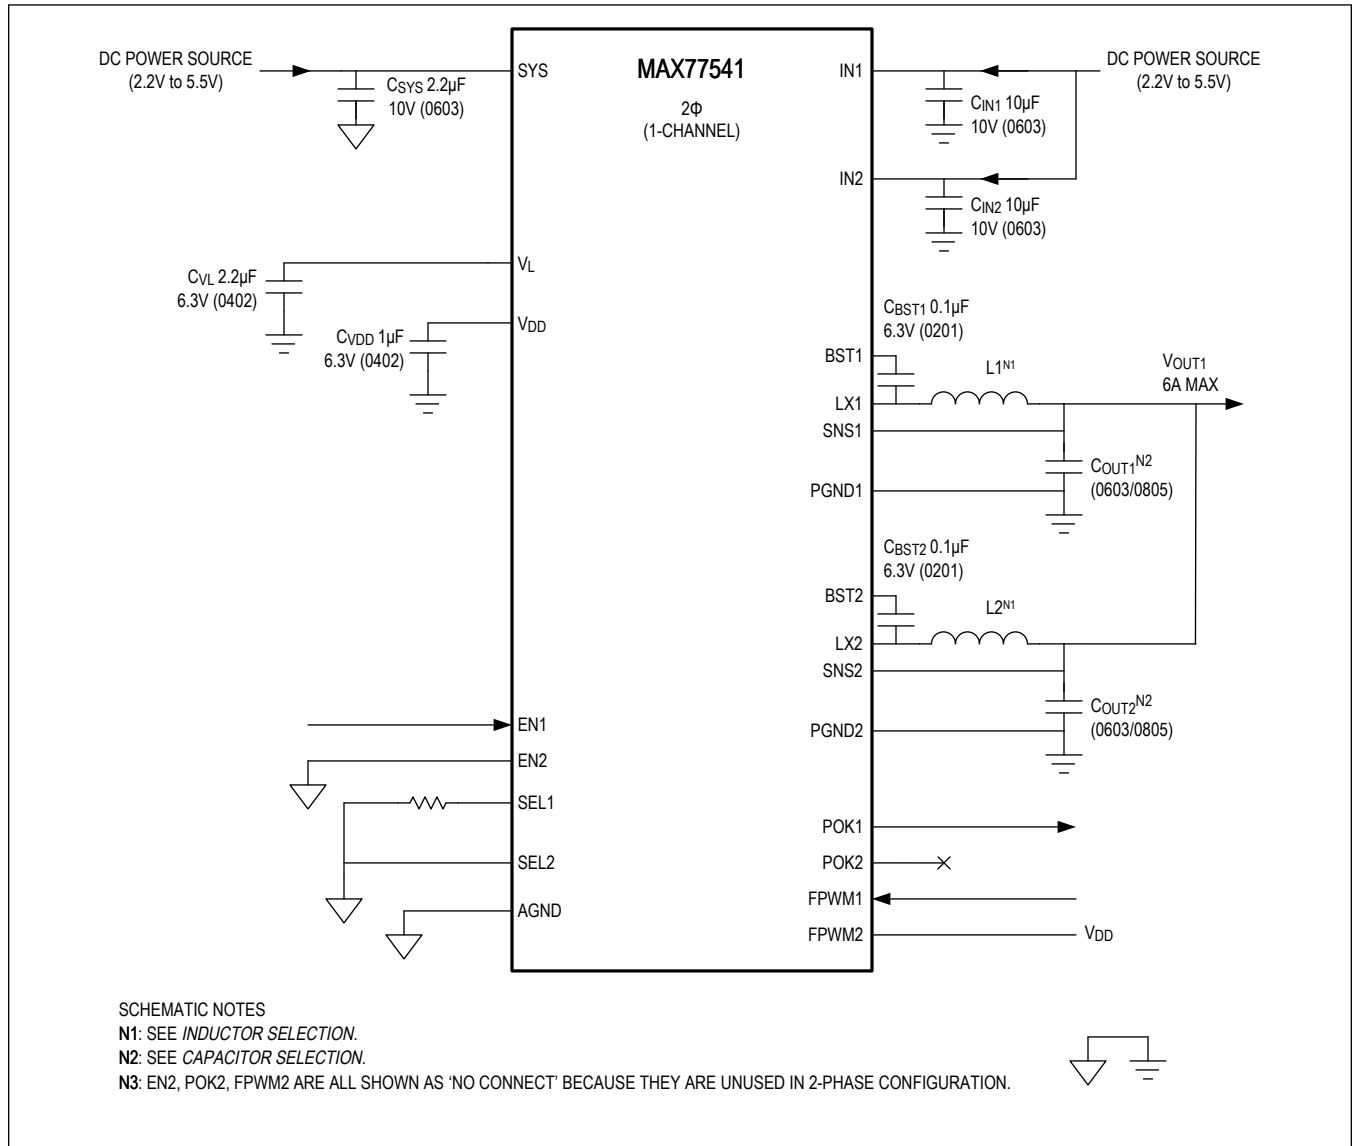 DC POWER SOURCE
(2.2V to 5.5V)
CSYS 2.2µF
10V (0603)
SYS
MAX77541
2Φ
(1-CHANNEL)
IN1
DC POWER SOURCE
(2.2V to 5.5V)
CIN1 10µF
10V (0603)
IN2
CIN2 10µF
10V (0603)
VL
CVL 2.2µF
6.3V (0402)
VDD
CVDD 1µF
6.3V (0402)
CBST1 0.1µF
6.3V (0201)
BST1
L1N1
VOUT1
6A MAX
LX1
SNS1
COUT1N2
(0603/0805)
PGND1
CBST2 0.1µF
6.3V (0201)
BST2
L2N1
LX2
SNS2
COUT2N2
(0603/0805)
PGND2
EN1
EN2
SEL1
SEL2
AGND
POK1
POK2
FPWM1
FPWM2
VDD
SCHEMATIC NOTES
N1: SEE INDUCTOR SELECTION.
N2: SEE CAPACITOR SELECTION.
N3: EN2, POK2, FPWM2 ARE ALL SHOWN AS 'NO CONNECT' BECAUSE THEY ARE UNUSED IN 2-PHASE CONFIGURATION.